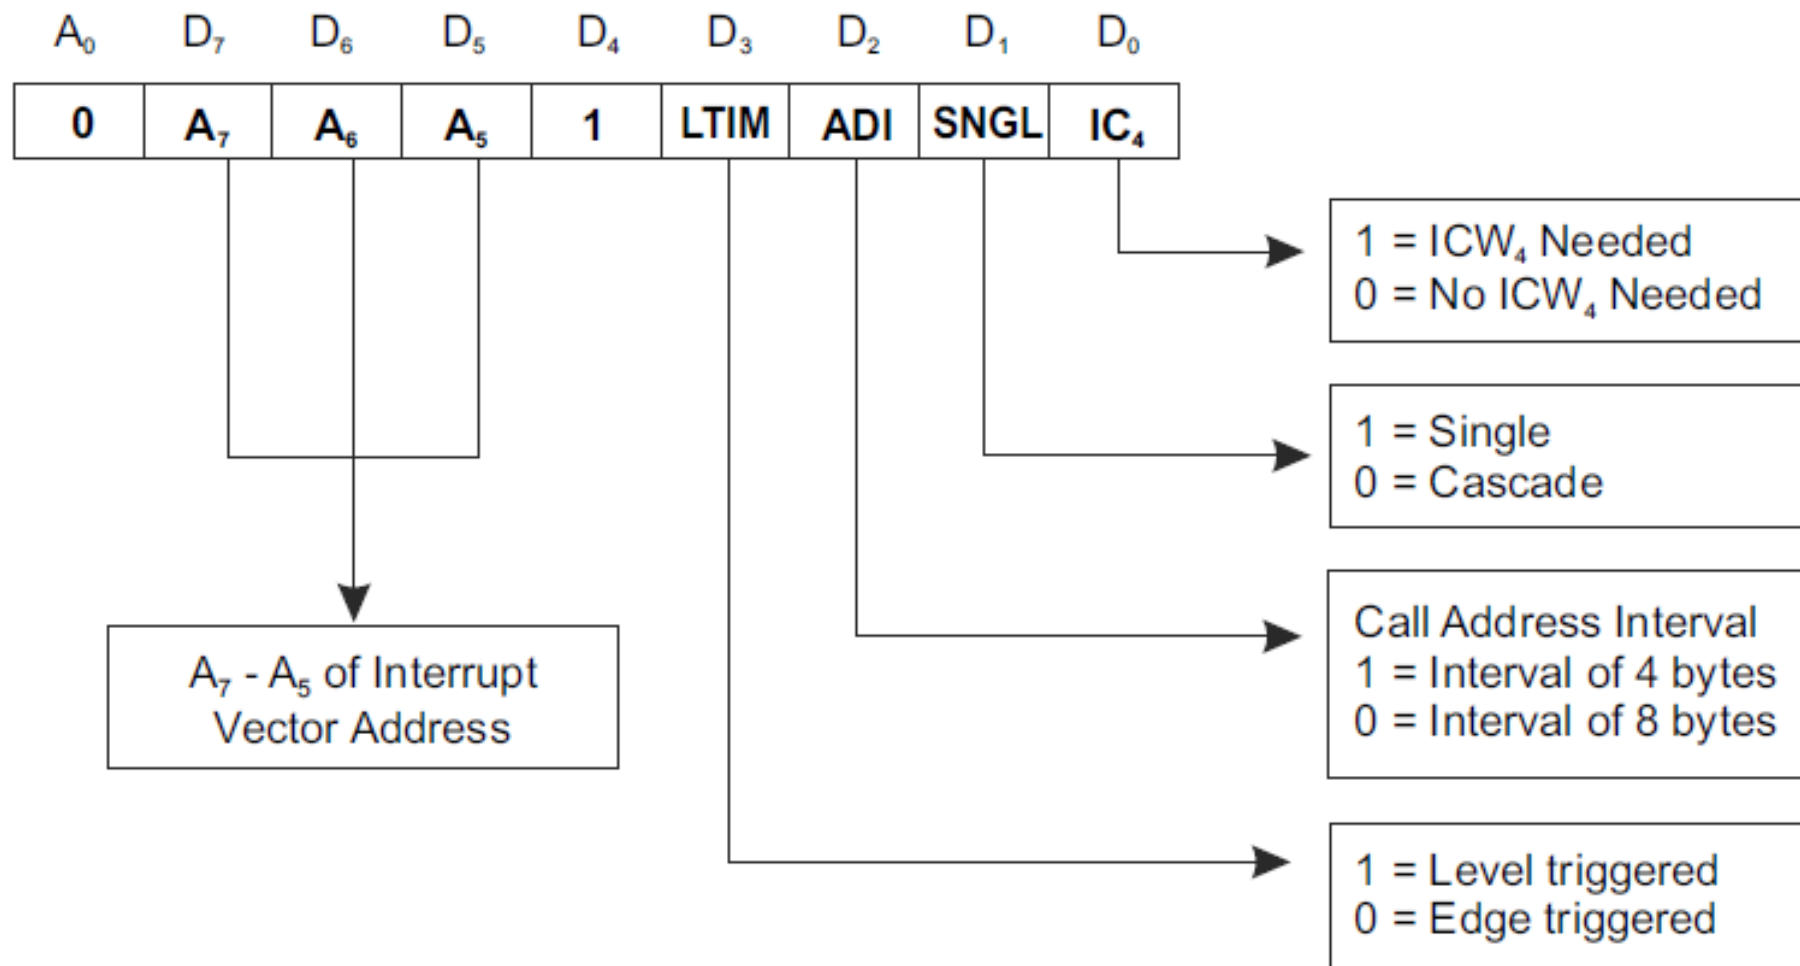 A₀ D₇ D₆ D₅ D₄ D₃ D₂ D₁ D₀
0 A₇ A₆ A₅ 1 LTIM ADI SNGL IC₄
1 = ICW₄ Needed
0 = No ICW₄ Needed
1 = Single
0 = Cascade
Call Address Interval
1 = Interval of 4 bytes
0 = Interval of 8 bytes
A₇ - A₅ of Interrupt
Vector Address
1 = Level triggered
0 = Edge triggered